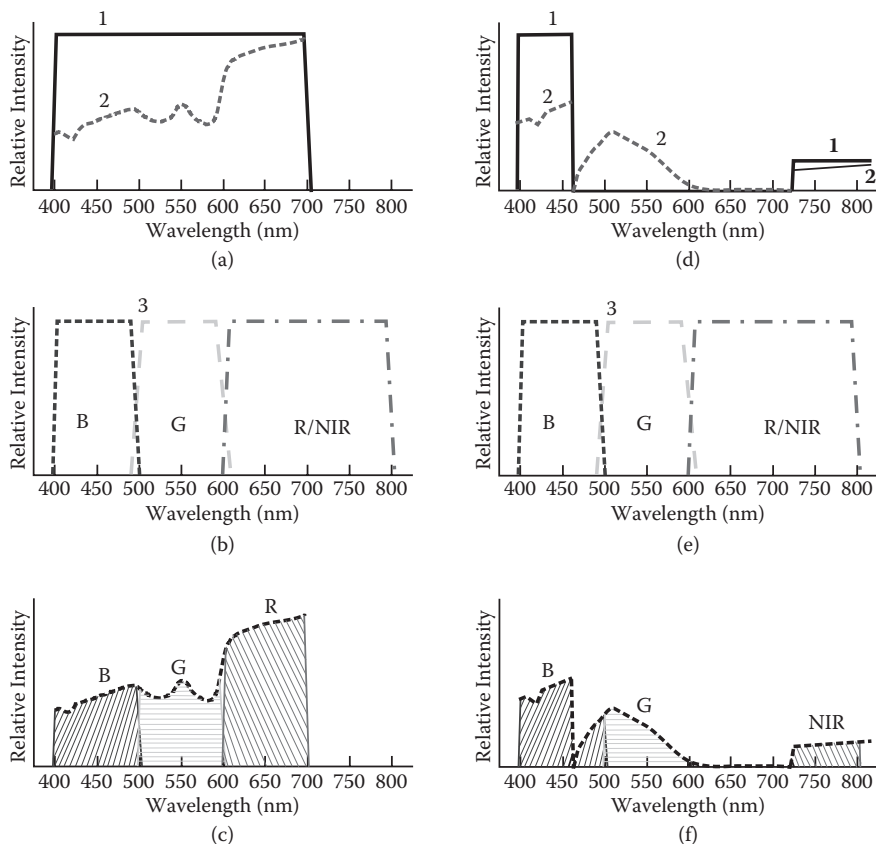 1
2
Relative Intensity
400 450 500 550 600 650 700 750 800
Wavelength (nm)
(a)
1
2
2
1
2
Relative Intensity
400 450 500 550 600 650 700 750 800
Wavelength (nm)
(d)
3
B G R/NIR
Relative Intensity
400 450 500 550 600 650 700 750 800
Wavelength (nm)
(b)
3
B G R/NIR
Relative Intensity
400 450 500 550 600 650 700 750 800
Wavelength (nm)
(e)
B G R
Relative Intensity
400 450 500 550 600 650 700 750 800
Wavelength (nm)
(c)
B G NIR
Relative Intensity
400 450 500 550 600 650 700 750 800
Wavelength (nm)
(f)